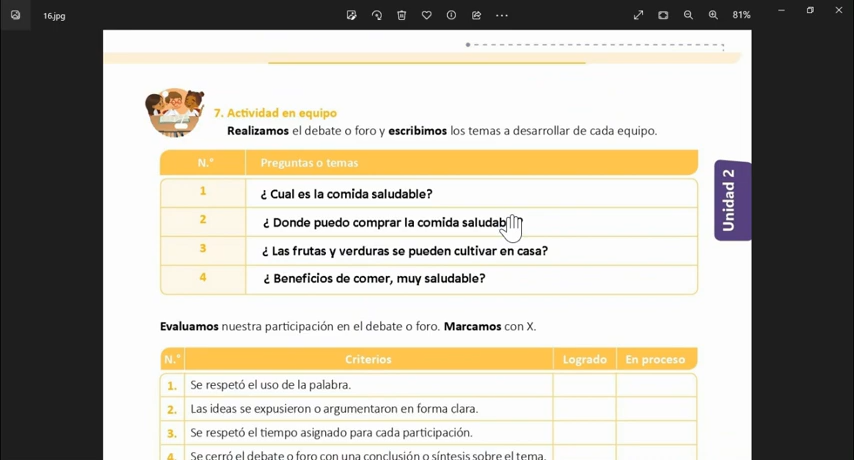 16.jpg
81%
7. Actividad en equipo
Realizamos el debate o foro y escribimos los temas a desarrollar de cada equipo.
N.° Preguntas o temas
1 ¿ Cual es la comida saludable?
2 ¿ Donde puedo comprar la comida saludable?
3 ¿ Las frutas y verduras se pueden cultivar en casa?
4 ¿ Beneficios de comer, muy saludable?
Unidad 2
Evaluamos nuestra participación en el debate o foro. Marcamos con X.
N.° Criterios Logrado En proceso
1. Se respetó el uso de la palabra.
2. Las ideas se expusieron o argumentaron en forma clara.
3. Se respetó el tiempo asignado para cada participación.
4. Se cerró el debate o foro con una conclusión o síntesis sobre el tema.